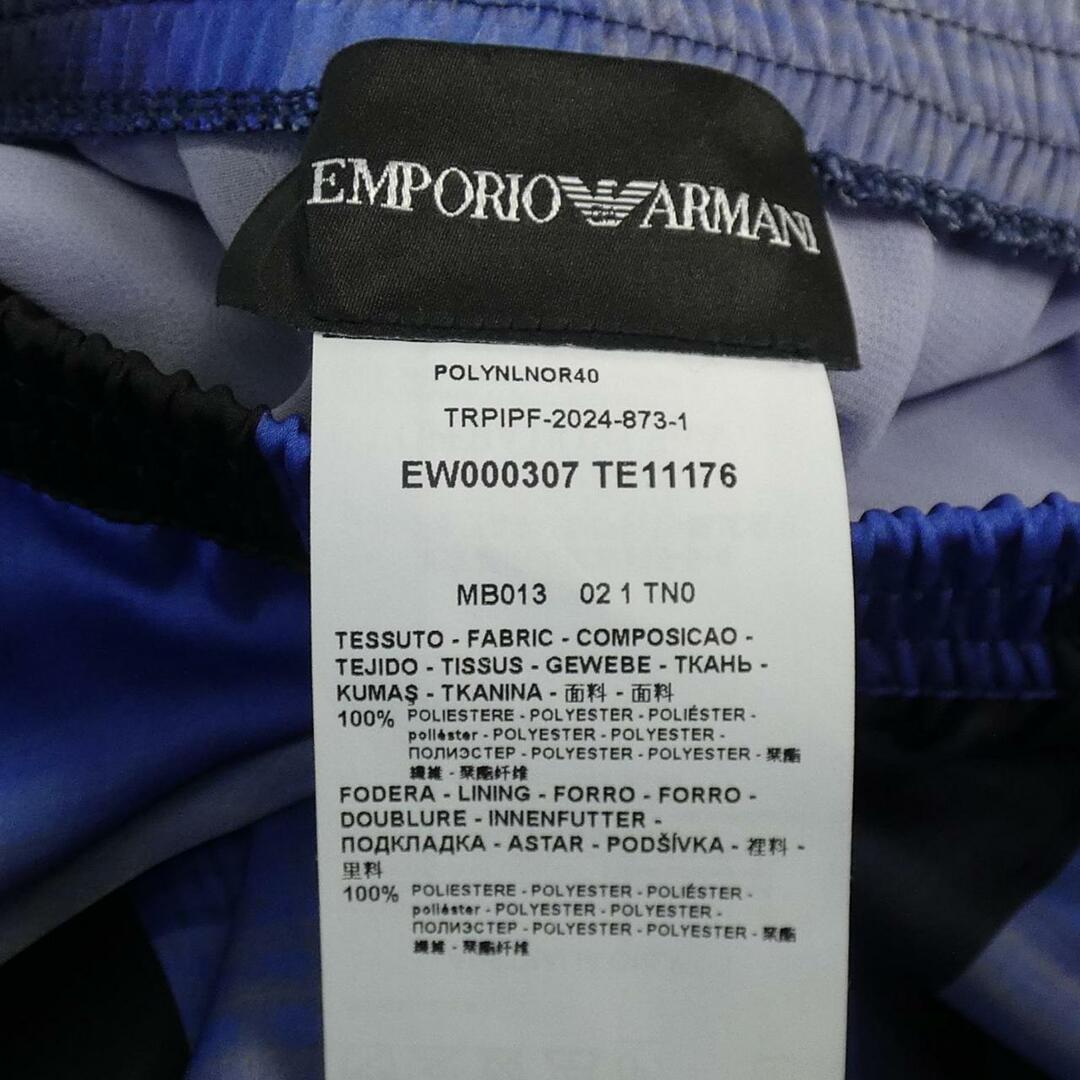 EMPORIO ARMANI
POLYNLNOR40
TRPIPF-2024-873-1
EW000307 TE11176
MB013 02 1 TN0
TESSUTO - FABRIC - COMPOSICAO -
TEJIDO - TISSUS - GEWEBE - ТКАНЬ -
KUMAŞ - TKANINA - 面料 - 面料
100% POLIESTERE - POLYESTER - POLIÉSTER -
poliéster - POLYESTER - POLYESTER -
ПОЛИЭСТЕР - POLYESTER - POLYESTER - 聚酯
纖維 - 聚酯纤维
FODERA - LINING - FORRO - FORRO -
DOUBLURE - INNENFUTTER -
ПОДКЛАДКА - ASTAR - PODŠÍVKA - 裡料 -
里料
100% POLIESTERE - POLYESTER - POLIÉSTER -
poliéster - POLYESTER - POLYESTER -
ПОЛИЭСТЕР - POLYESTER - POLYESTER - 聚酯
纖維 - 聚酯纤维